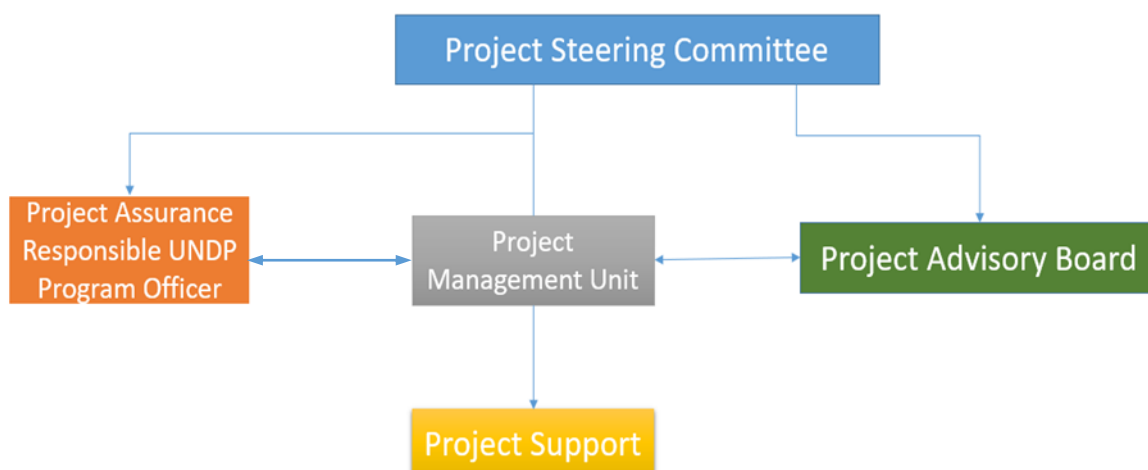 Project Steering Committee
Project Assurance
Responsible UNDP
Program Officer
Project
Management Unit
Project Advisory Board
Project Support